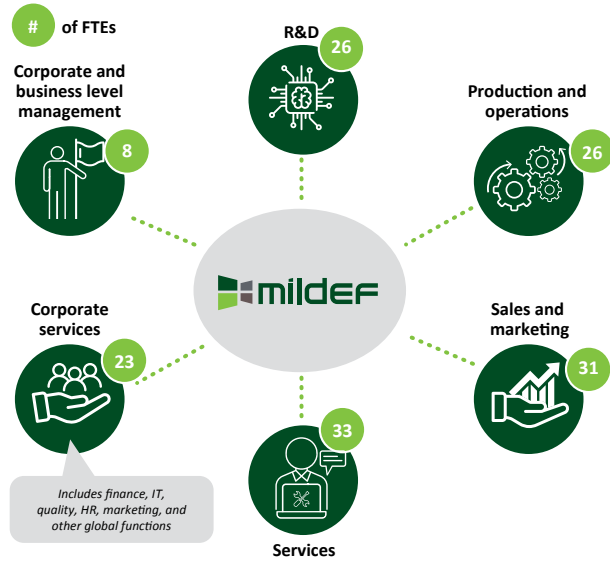 # of FTEs
R&D
26
Corporate and
business level
management
8
Production and
operations
26
mildef
Corporate
services
23
Sales and
marketing
31
33
Includes finance, IT,
quality, HR, marketing, and
other global functions
Services